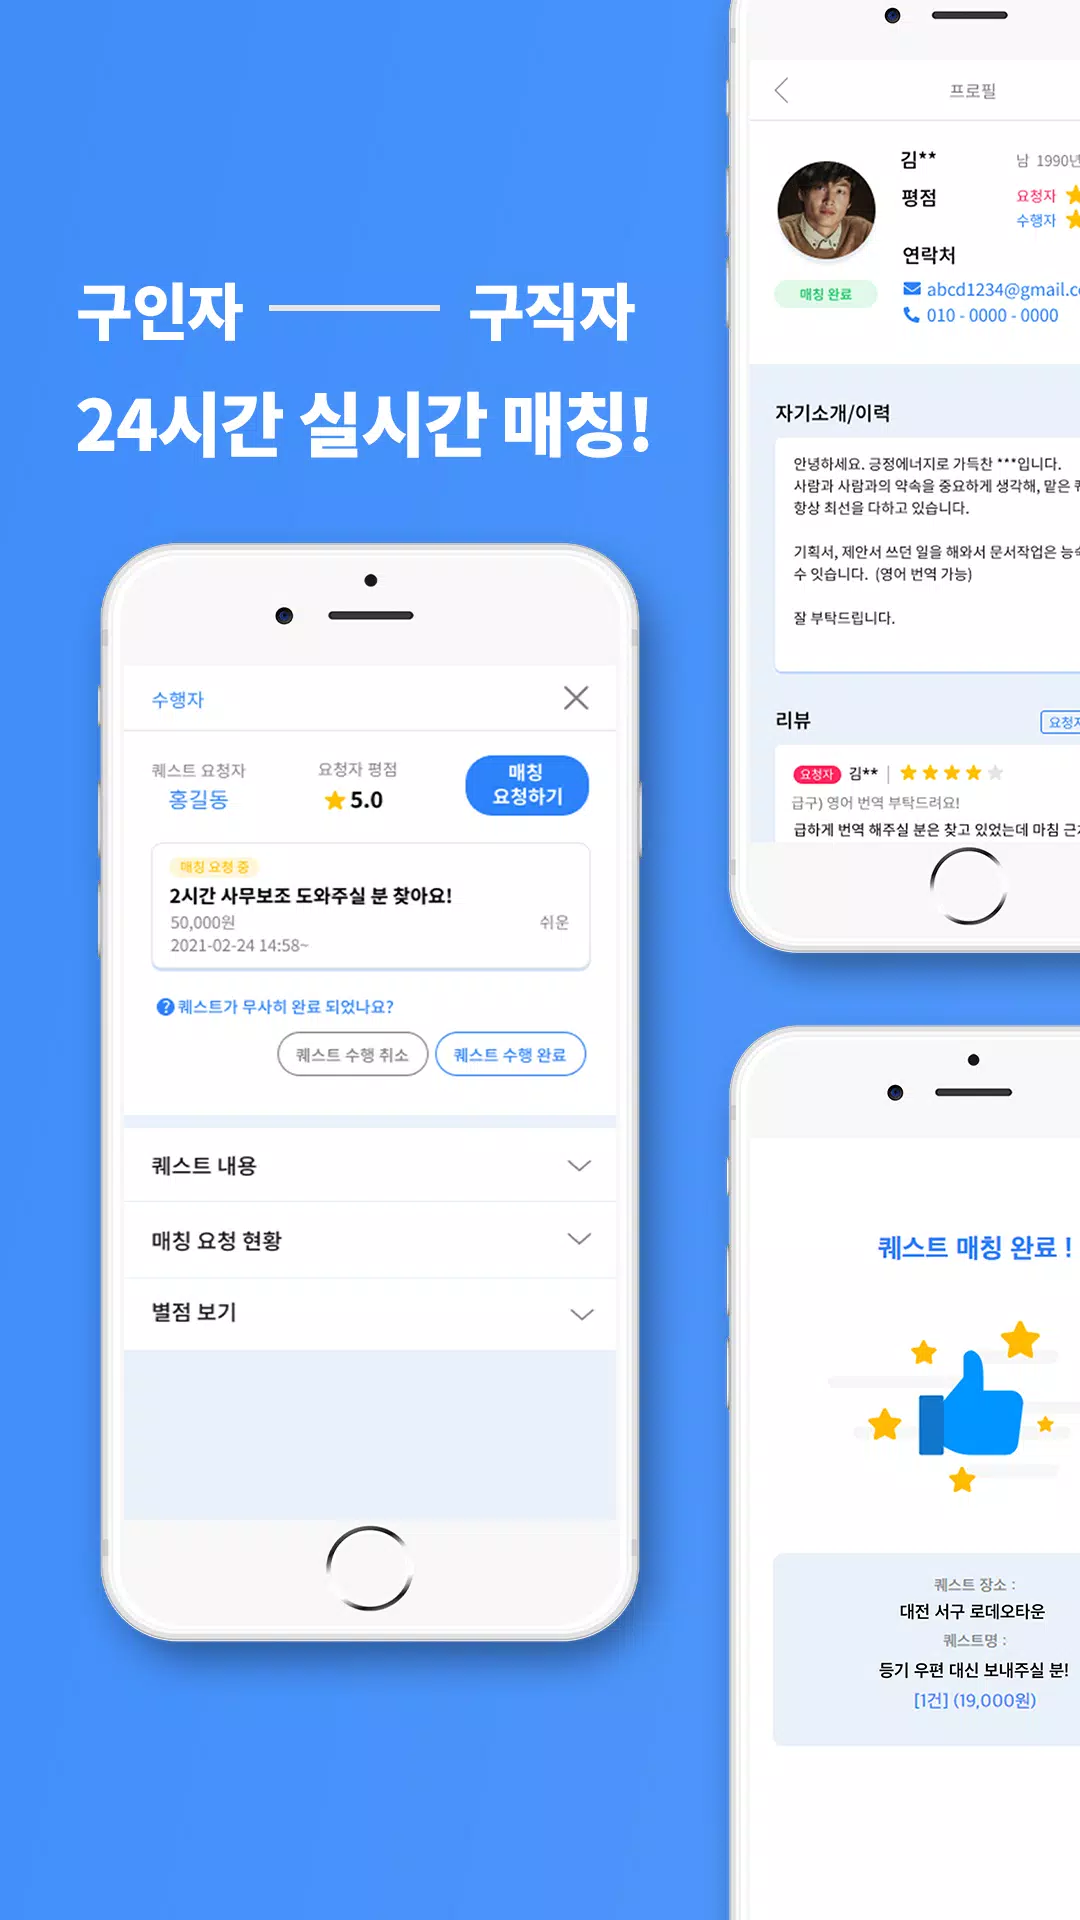 구인자 구직자
24시간 실시간 매칭!
수행자
퀘스트 요청자
홍길동
요청자 평점
5.0
매칭
요청하기
매칭 요청 중
2시간 사무보조 도와주실 분 찾아요!
50,000원
쉬운
2021-02-24 14:58~
퀘스트가 무사히 완료 되었나요?
퀘스트 수행 취소
퀘스트 수행 완료
퀘스트 내용
매칭 요청 현황
별점 보기
프로필
김**
남 1990년
평점
요청자
수행자
연락처
매칭 완료
abcd1234@gmail.c
010 - 0000 - 0000
자기소개/이력
안녕하세요. 긍정에너지로 가득찬 ***입니다.
사람과 사람과의 약속을 중요하게 생각해, 맡은
항상 최선을 다하고 있습니다.
기획서, 제안서 쓰던 일을 해와서 문서작업은
수 잇습니다. (영어 번역 가능)
잘 부탁드립니다.
리뷰
요청자
요청자 김** |
급구) 영어 번역 부탁드려요!
급하게 번역 해주실 분은 찾고 있었는데 마침
퀘스트 매칭 완료 !
퀘스트 장소 :
대전 서구 로데오타운
퀘스트명 :
등기 우편 대신 보내주실 분!
[1건] (19,000원)